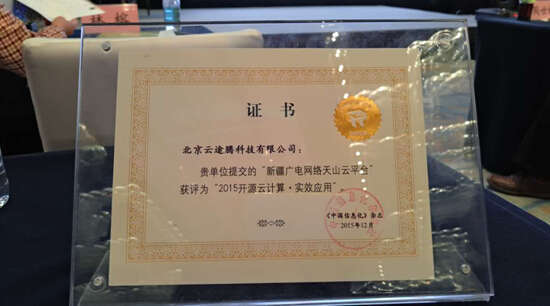 证书
北京云途腾科技有限公司：
贵单位提交的“新疆广电网络天山云平台”
获评为“2015开源云计算·实效应用”。
《中国信息化》杂志
2015年12月